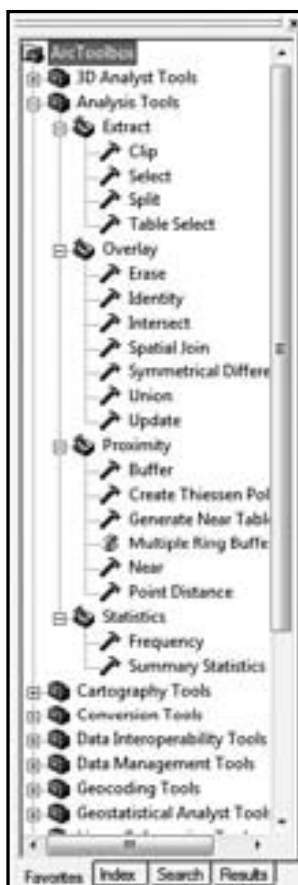 ArcToolbox
3D Analyst Tools
Analysis Tools
Extract
Clip
Select
Split
Table Select
Overlay
Erase
Identity
Intersect
Spatial Join
Symmetrical Differe
Union
Update
Proximity
Buffer
Create Thiessen Pol
Generate Near Table
Multiple Ring Buffe
Near
Point Distance
Statistics
Frequency
Summary Statistics
Cartography Tools
Conversion Tools
Data Interoperability Tools
Data Management Tools
Geocoding Tools
Geostatistical Analyst Tools
Favorites Index Search Results